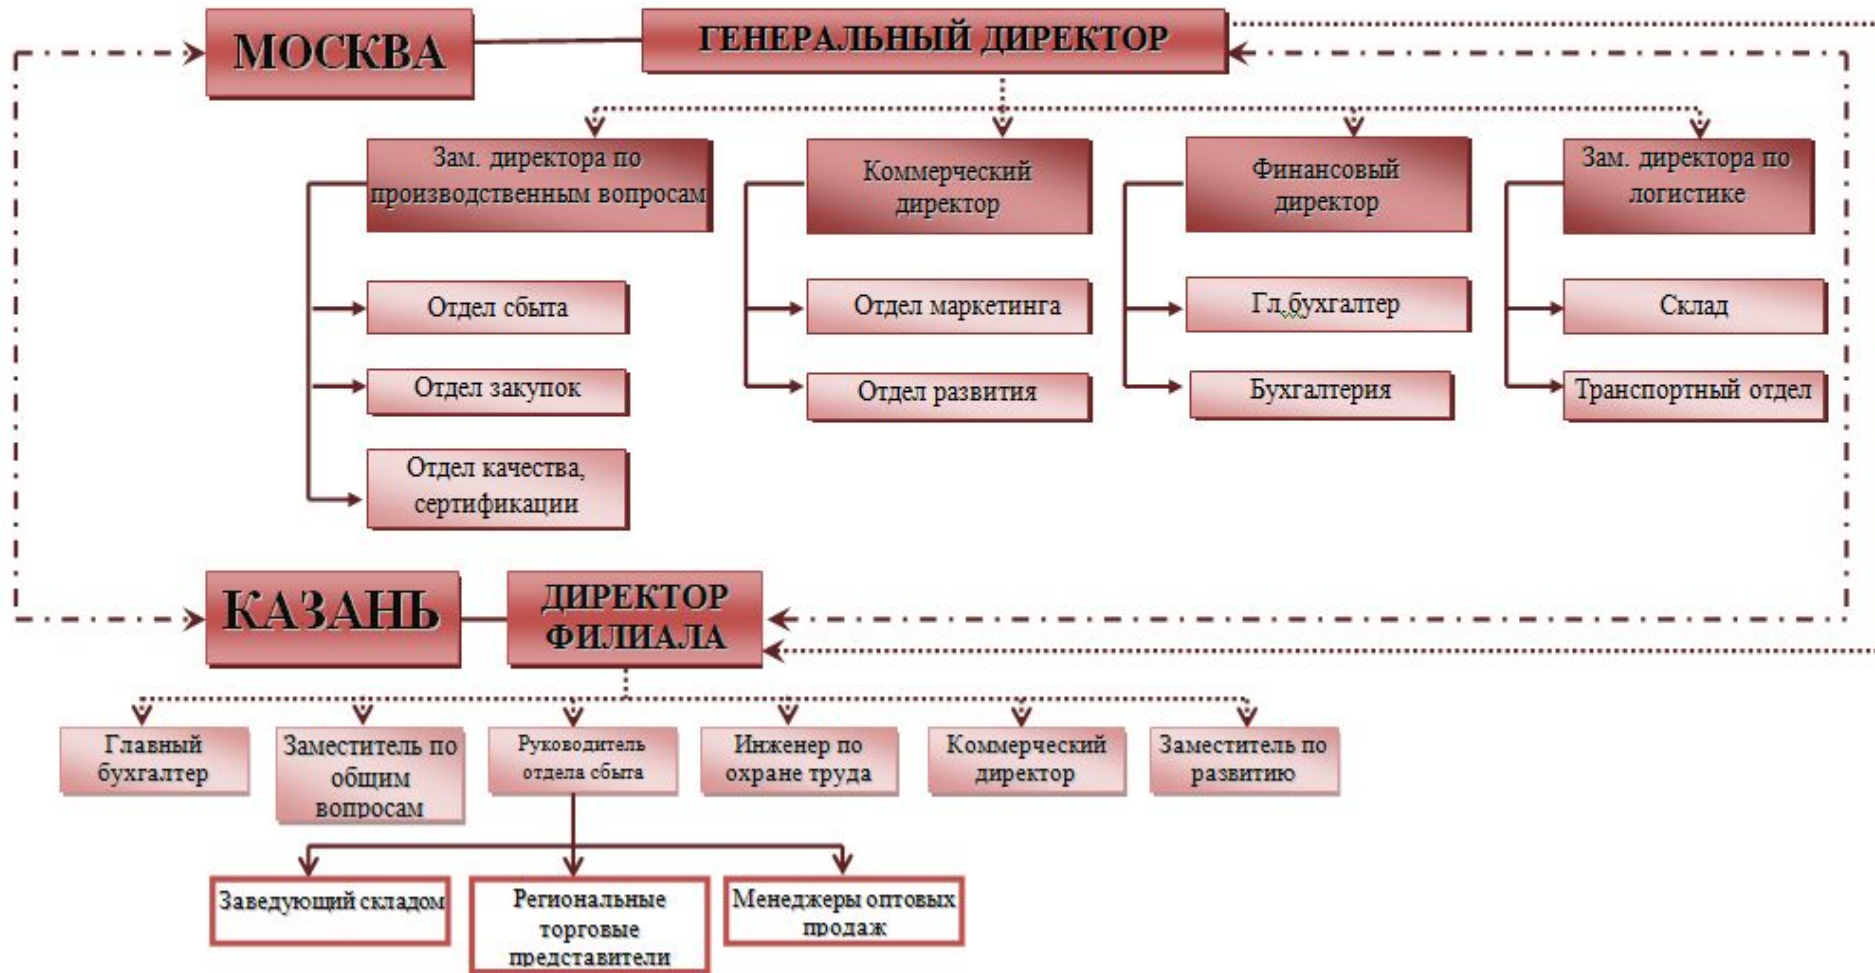 МОСКВА
ГЕНЕРАЛЬНЫЙ ДИРЕКТОР
Зам. директора по
производственным вопросам
Коммерческий
директор
Финансовый
директор
Зам. директора по
логистике
Отдел сбыта
Отдел маркетинга
Гл.бухгалтер
Склад
Отдел закупок
Отдел развития
Бухгалтерия
Транспортный отдел
Отдел качества,
сертификации
КАЗАНЬ
ДИРЕКТОР
ФИЛИАЛА
Главный
бухгалтер
Заместитель по
общим
вопросам
Руководитель
отдела сбыта
Инженер по
охране труда
Коммерческий
директор
Заместитель по
развитию
Заведующий складом
Региональные
торговые
представители
Менеджеры оптовых
продаж